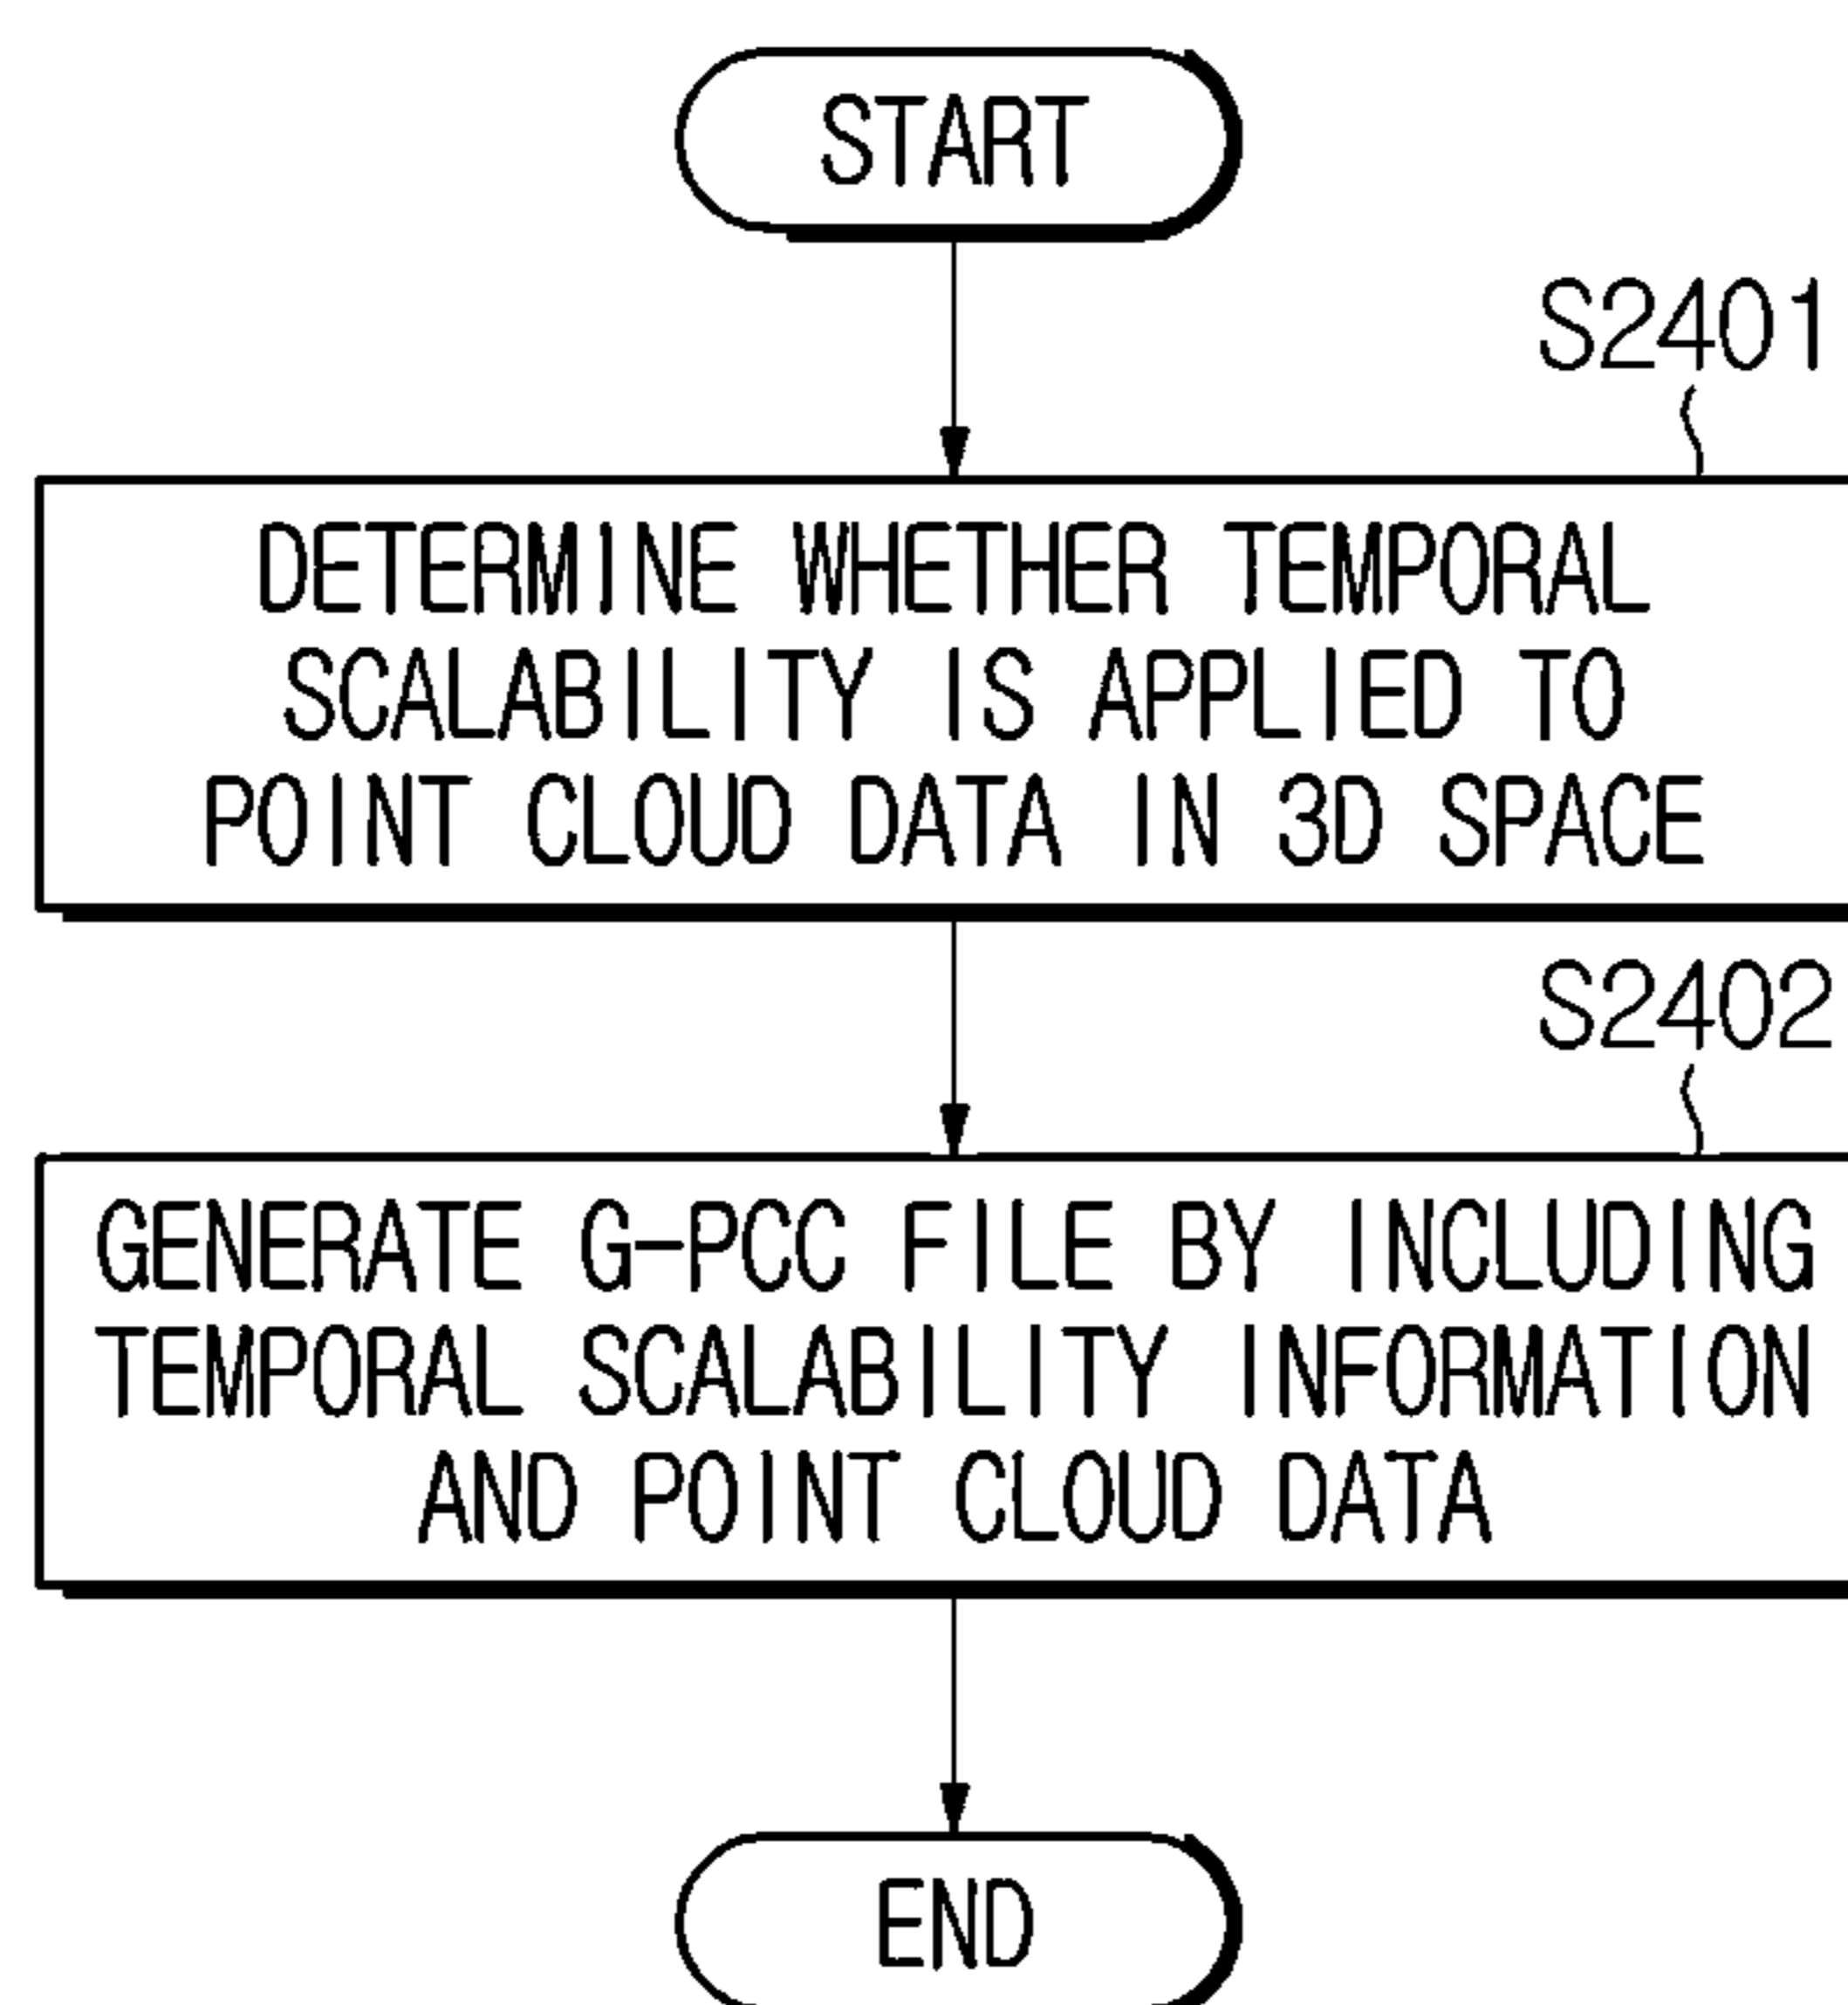 START
S2401
DETERMINE WHETHER TEMPORAL
SCALABILITY IS APPLIED TO
POINT CLOUD DATA IN 3D SPACE
S2402
GENERATE G-PCC FILE BY INCLUDING
TEMPORAL SCALABILITY INFORMATION
AND POINT CLOUD DATA
END